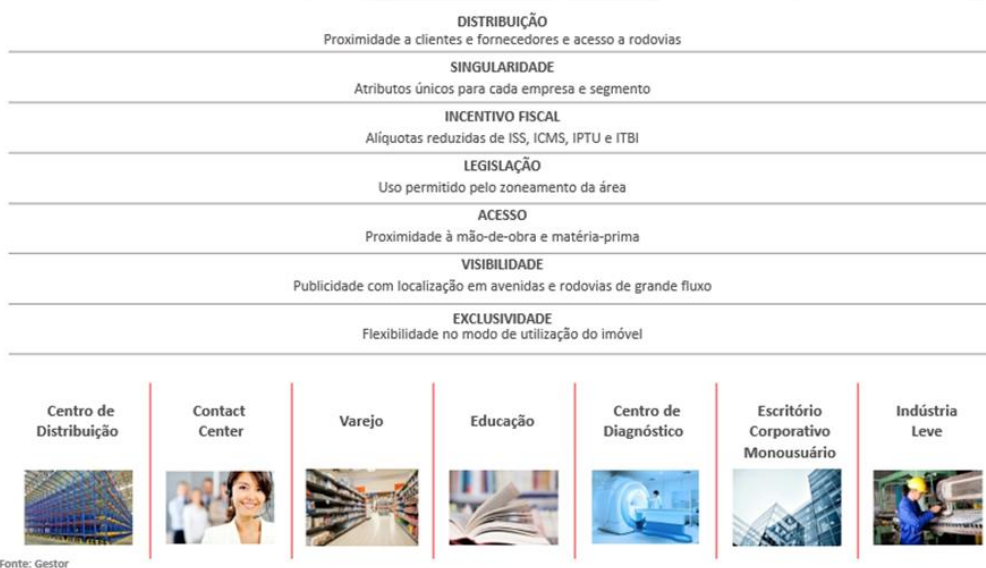 DISTRIBUIÇÃO
Proximidade a clientes e fornecedores e acesso a rodovias
SINGULARIDADE
Atributos únicos para cada empresa e segmento
INCENTIVO FISCAL
Alíquotas reduzidas de ISS, ICMS, IPTU e ITBI
LEGISLAÇÃO
Uso permitido pelo zoneamento da área
ACESSO
Proximidade à mão-de-obra e matéria-prima
VISIBILIDADE
Publicidade com localização em avenidas e rodovias de grande fluxo
EXCLUSIVIDADE
Flexibilidade no modo de utilização do imóvel
Centro de
Distribuição
Contact
Center
Varejo
Educação
Centro de
Diagnóstico
Escritório
Corporativo
Monousuário
Indústria
Leve
Fonte: Gestor